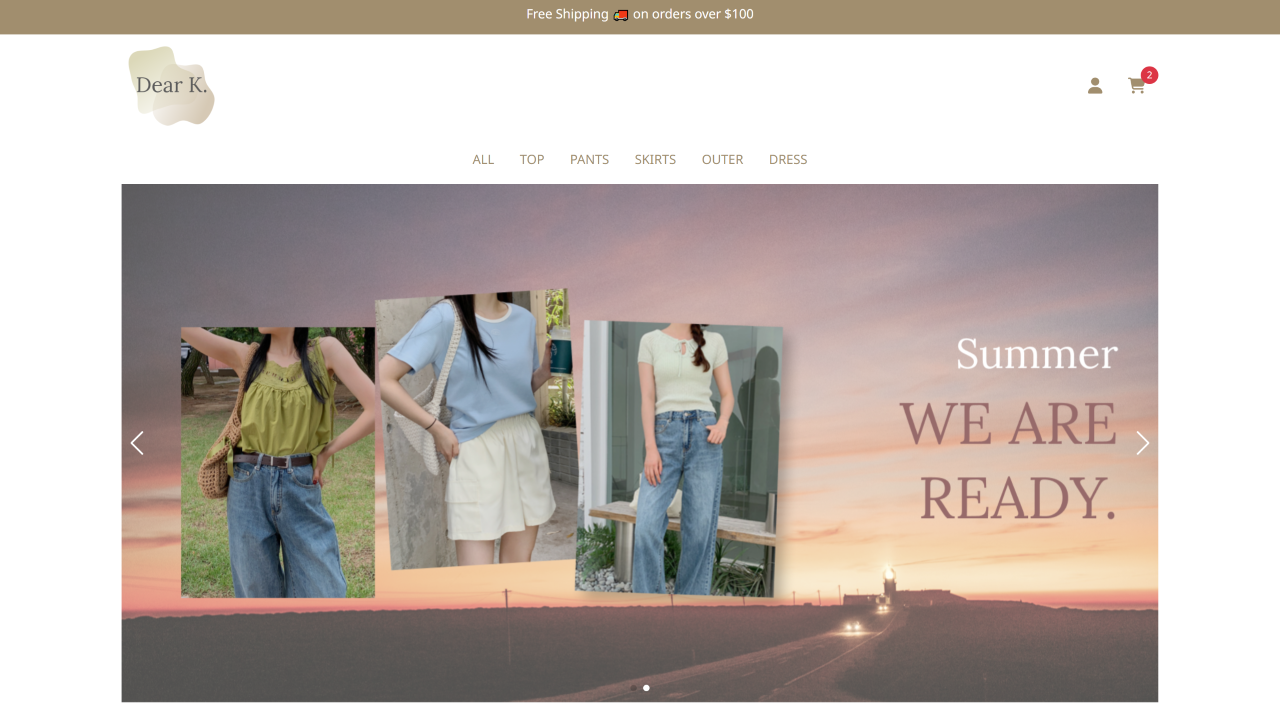 Free Shipping 🚚 on orders over $100
Dear K.
2
ALL TOP PANTS SKIRTS OUTER DRESS
Summer
WE ARE
READY.